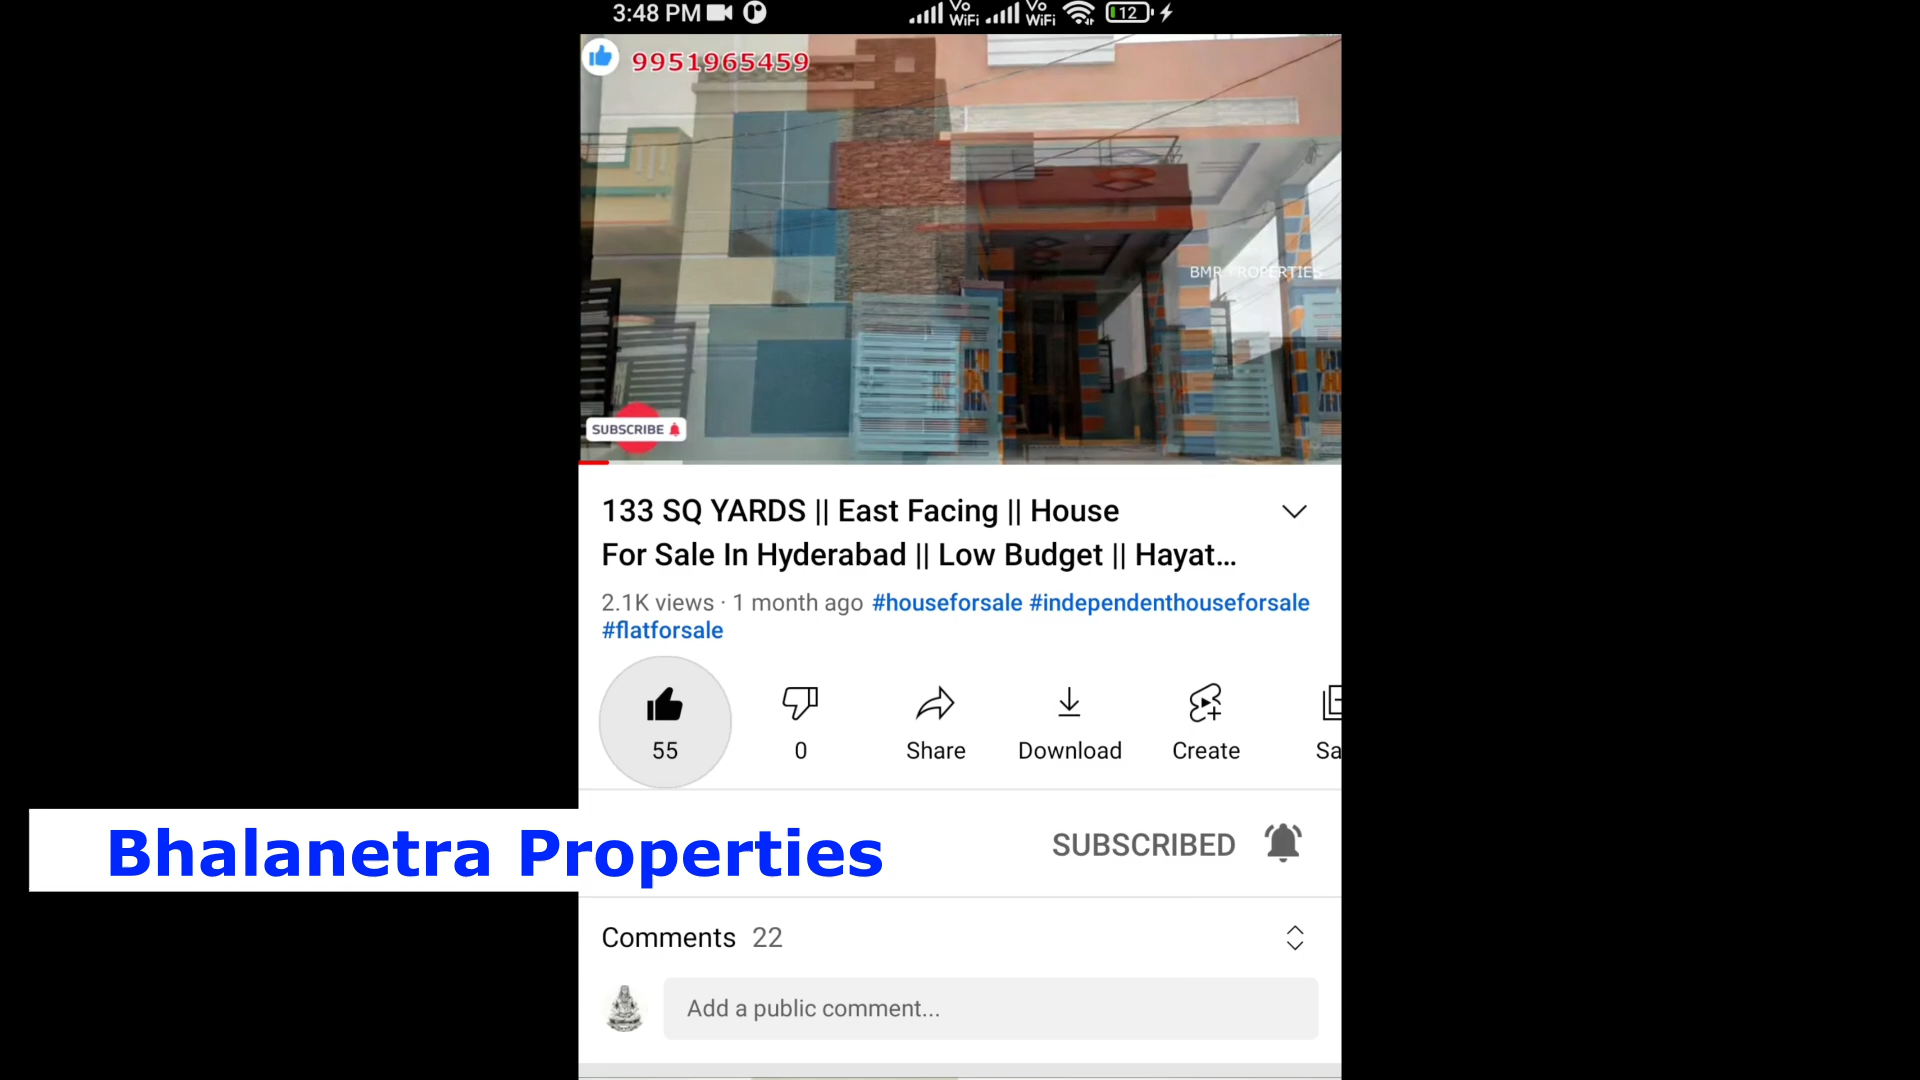 3:48 PM
Vo WiFi
Vo WiFi
12
9951965459
BMR PROPERTIES
SUBSCRIBE
133 SQ YARDS || East Facing || House
For Sale In Hyderabad || Low Budget || Hayat...
2.1K views · 1 month ago #houseforsale #independenthouseforsale
#flatforsale
55
0
Share
Download
Create
Sa
Bhalanetra Properties
SUBSCRIBED
Comments 22
Add a public comment...